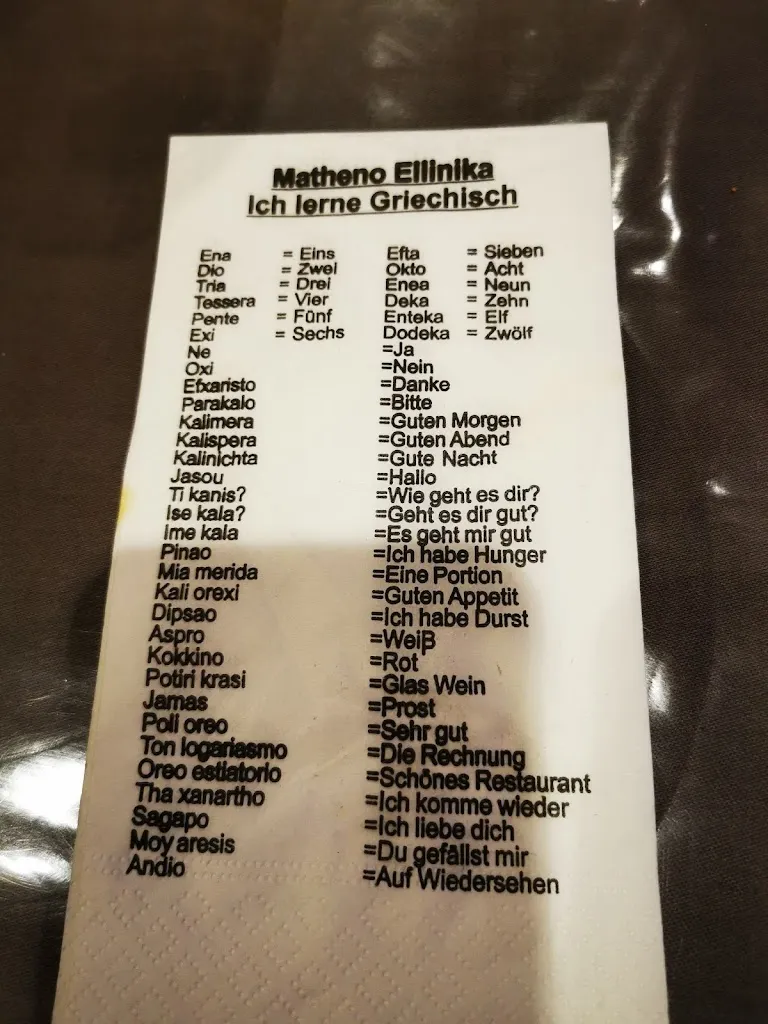 Matheno Ellinika
Ich lerne Griechisch
Ena = Eins Efta = Sieben
Dio = Zwei Okto = Acht
Tria = Drei Enea = Neun
Tessera = Vier Deka = Zehn
Pente = Fünf Enteka = Elf
Exi = Sechs Dodeka = Zwölf
Ne =Ja
Oxi =Nein
Efxaristo =Danke
Parakalo =Bitte
Kalimera =Guten Morgen
Kalispera =Guten Abend
Kalinichta =Gute Nacht
Jasou =Hallo
Ti kanis? =Wie geht es dir?
Ise kala? =Geht es dir gut?
Ime kala =Es geht mir gut
Pinao =Ich habe Hunger
Mia merida =Eine Portion
Kali orexi =Guten Appetit
Dipsao =Ich habe Durst
Aspro =Weiß
Kokkino =Rot
Potiri krasi =Glas Wein
Jamas =Prost
Poli oreo =Sehr gut
Ton logariasmo =Die Rechnung
Oreo estiatorio =Schönes Restaurant
Tha xanartho =Ich komme wieder
Sagapo =Ich liebe dich
Moy aresis =Du gefällst mir
Andio =Auf Wiedersehen